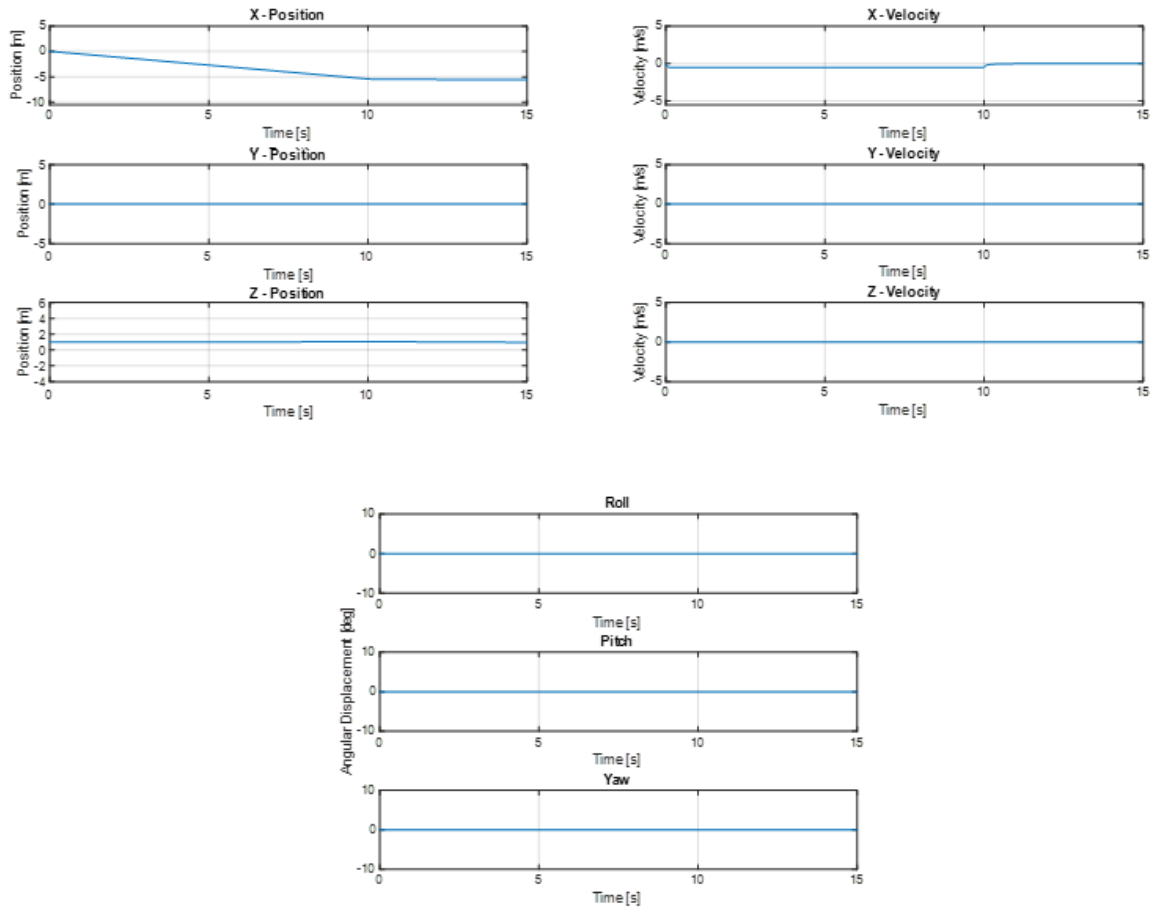 X - Position
Position [m]
5
0
-5
-10
0 5 10 15
Time [s]
Y - Position
Position [m]
5
0
-5
0 5 10 15
Time [s]
Z - Position
Position [m]
6
4
2
0
-2
-4
0 5 10 15
Time [s]
X - Velocity
Velocity [m/s]
5
0
-5
0 5 10 15
Time [s]
Y - Velocity
Velocity [m/s]
5
0
-5
0 5 10 15
Time [s]
Z - Velocity
Velocity [m/s]
5
0
-5
0 5 10 15
Time [s]
Angular Displacement [deg]
Roll
10
0
-10
0 5 10 15
Time [s]
Pitch
10
0
-10
0 5 10 15
Time [s]
Yaw
10
0
-10
0 5 10 15
Time [s]